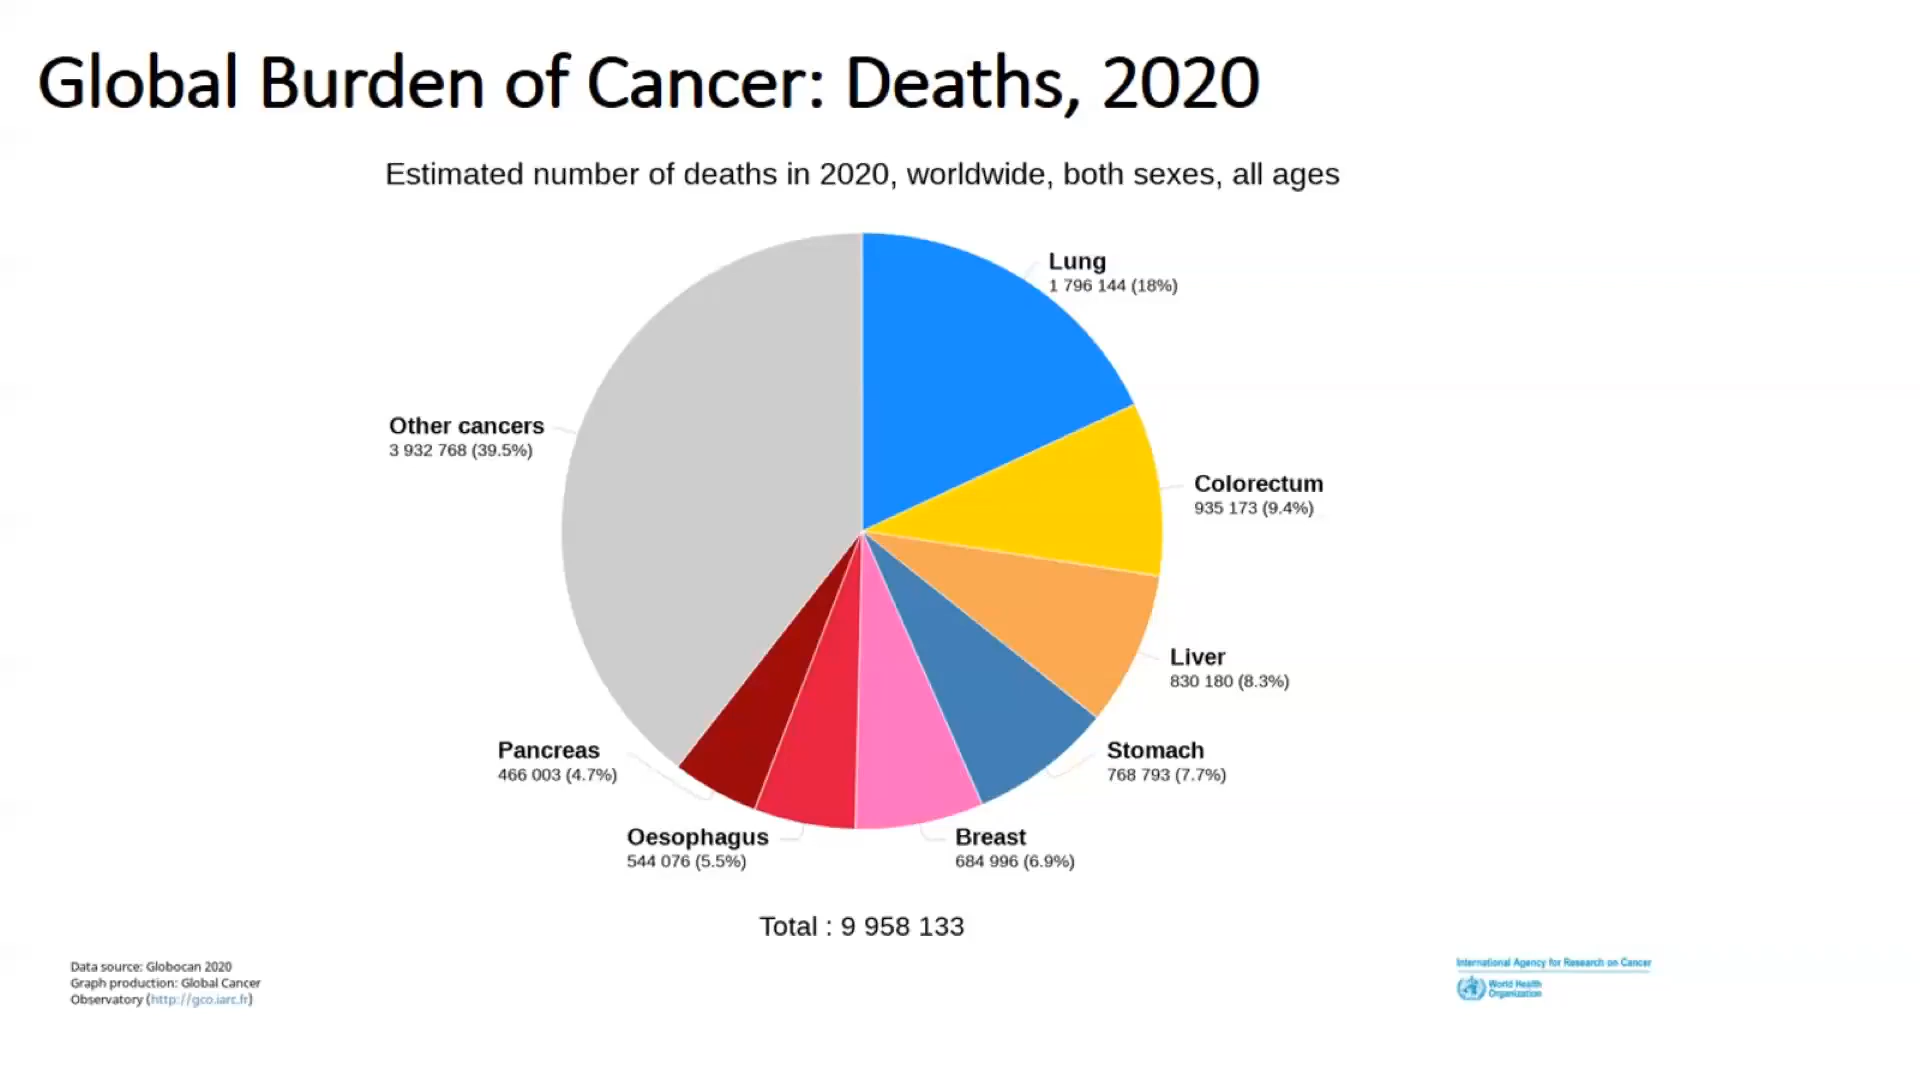 Global Burden of Cancer: Deaths, 2020
Estimated number of deaths in 2020, worldwide, both sexes, all ages
Lung
1 796 144 (18%)
Other cancers
3 932 768 (39.5%)
Colorectum
935 173 (9.4%)
Liver
830 180 (8.3%)
Pancreas
466 003 (4.7%)
Stomach
768 793 (7.7%)
Oesophagus
544 076 (5.5%)
Breast
684 996 (6.9%)
Total : 9 958 133
Data source: Globocan 2020
Graph production: Global Cancer
Observatory (http://gco.iarc.fr)
International Agency for Research on Cancer
World Health
Organization